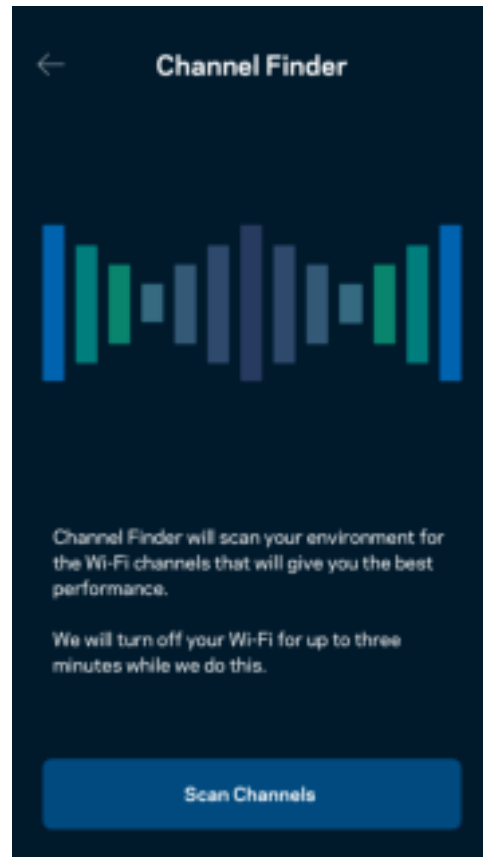 Channel Finder
Channel Finder will scan your environment for
the Wi-Fi channels that will give you the best
performance.
We will turn off your Wi-Fi for up to three
minutes while we do this.
Scan Channels